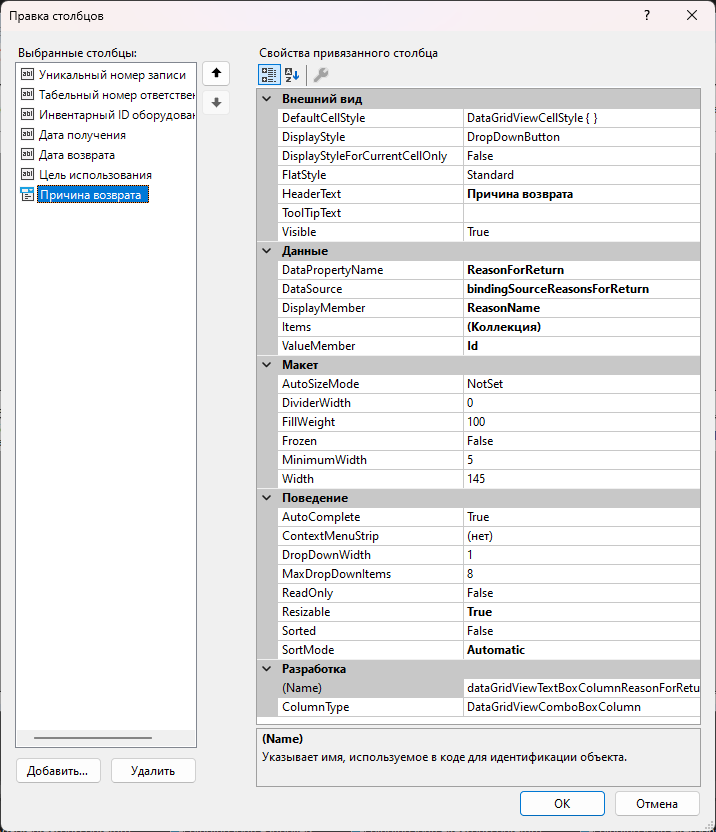 Правка столбцов
?
Выбранные столбцы:
Уникальный номер записи
Табельный номер ответствен
Инвентарный ID оборудован
Дата получения
Дата возврата
Цель использования
Причина возврата
Добавить...
Удалить
Свойства привязанного столбца
Внешний вид
DefaultCellStyle DataGridViewCellStyle { }
DisplayStyle DropDownButton
DisplayStyleForCurrentCellOnly False
FlatStyle Standard
HeaderText Причина возврата
ToolTipText
Visible True
Данные
DataPropertyName ReasonForReturn
DataSource bindingSourceReasonsForReturn
DisplayMember ReasonName
Items (Коллекция)
ValueMember Id
Макет
AutoSizeMode NotSet
DividerWidth 0
FillWeight 100
Frozen False
MinimumWidth 5
Width 145
Поведение
AutoComplete True
ContextMenuStrip (нет)
DropDownWidth 1
MaxDropDownItems 8
ReadOnly False
Resizable True
Sorted False
SortMode Automatic
Разработка
(Name) dataGridViewTextBoxColumnReasonForRetu
ColumnType DataGridViewComboBoxColumn
(Name)
Указывает имя, используемое в коде для идентификации объекта.
OK
Отмена